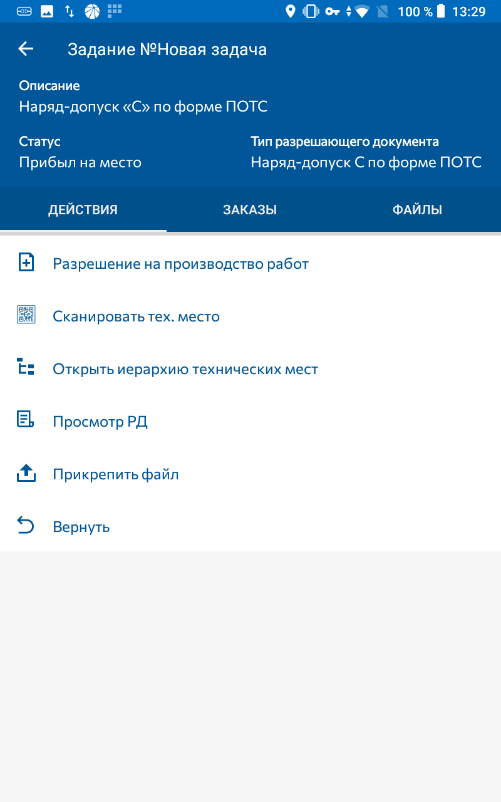 100 % 13:29
Задание №Новая задача
Описание
Наряд-допуск «С» по форме ПОТС
Статус Тип разрешающего документа
Прибыл на место Наряд-допуск С по форме ПОТС
ДЕЙСТВИЯ ЗАКАЗЫ ФАЙЛЫ
Разрешение на производство работ
Сканировать тех. место
Открыть иерархию технических мест
Просмотр РД
Прикрепить файл
Вернуть